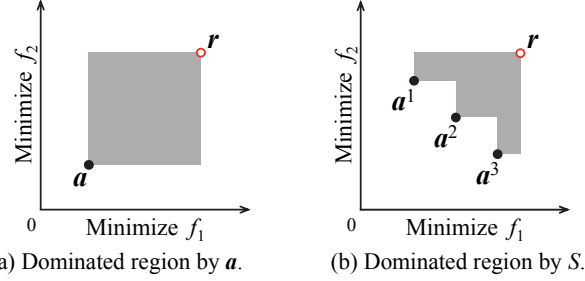 Minimize f₂
r
a
0
Minimize f₁
a) Dominated region by a.
Minimize f₂
r
a¹
a²
a³
0
Minimize f₁
(b) Dominated region by S.